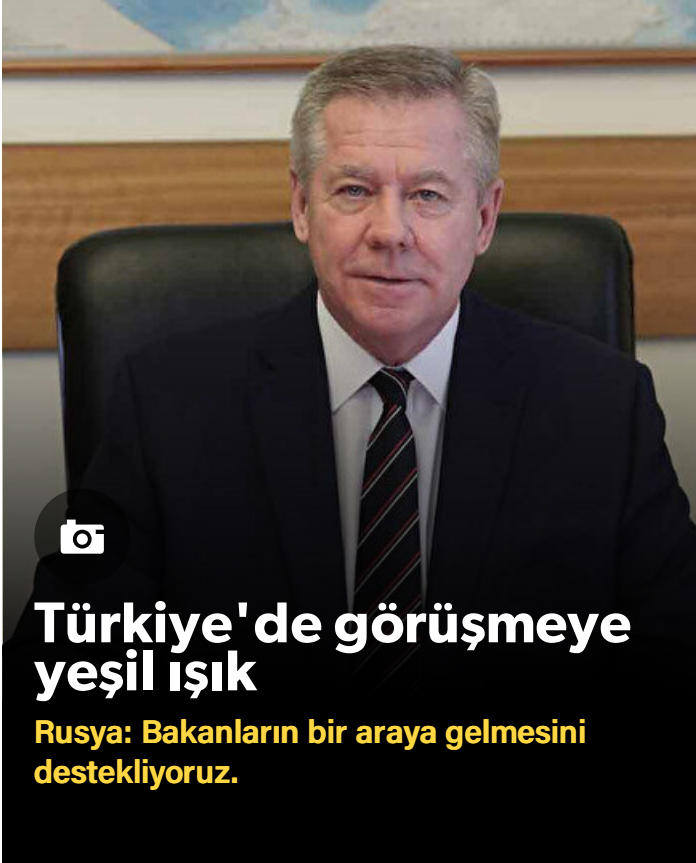 Türkiye'de görüşmeye
yeşil ışık
Rusya: Bakanların bir araya gelmesini
destekliyoruz.